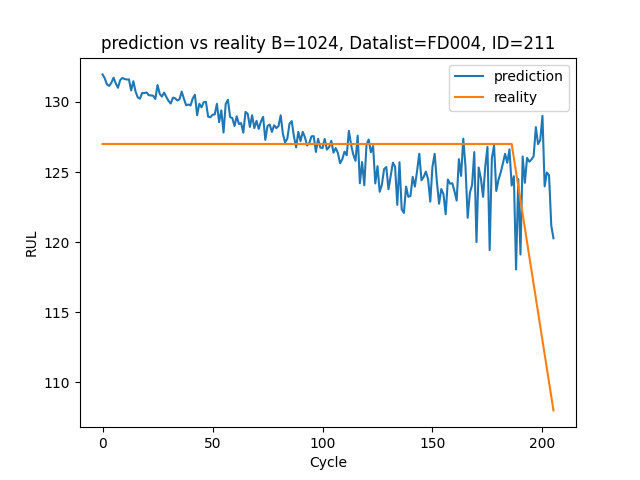 prediction vs reality B=1024, Datalist=FD004, ID=211
prediction
reality
130
125
120
115
110
RUL
0
50
100
150
200
Cycle